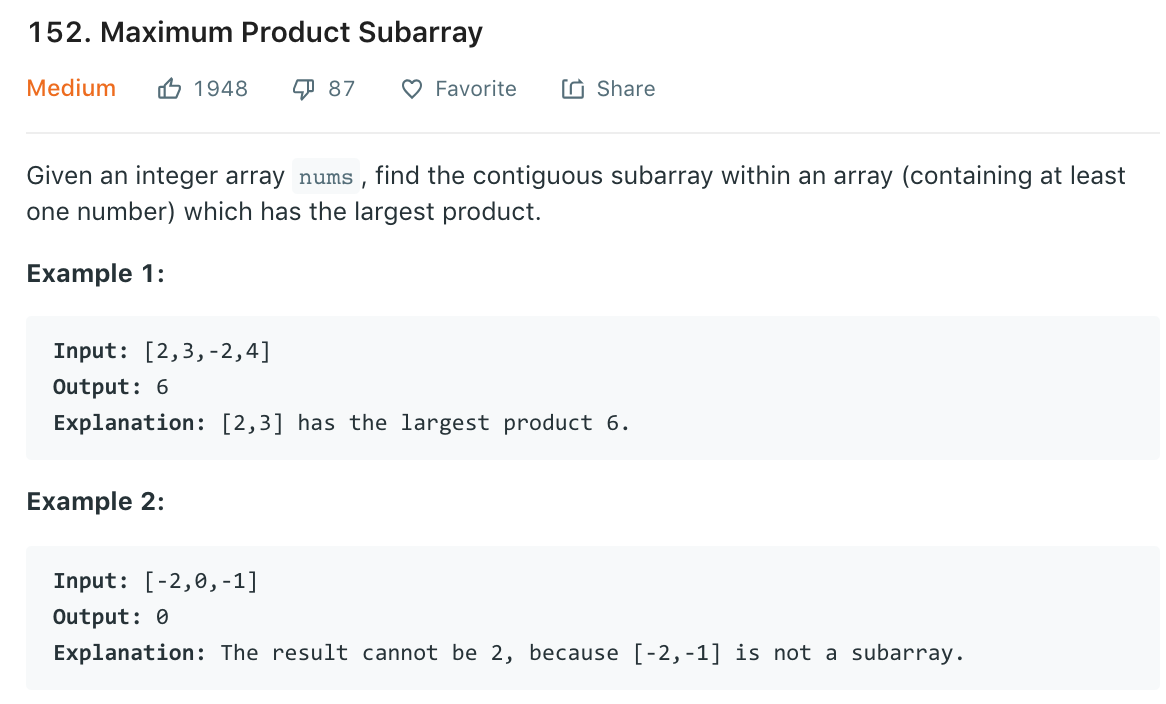 152. Maximum Product Subarray
Medium 1948 87 Favorite Share
Given an integer array nums , find the contiguous subarray within an array (containing at least
one number) which has the largest product.
Example 1:
Input: [2,3,-2,4]
Output: 6
Explanation: [2,3] has the largest product 6.
Example 2:
Input: [-2,0,-1]
Output: 0
Explanation: The result cannot be 2, because [-2,-1] is not a subarray.